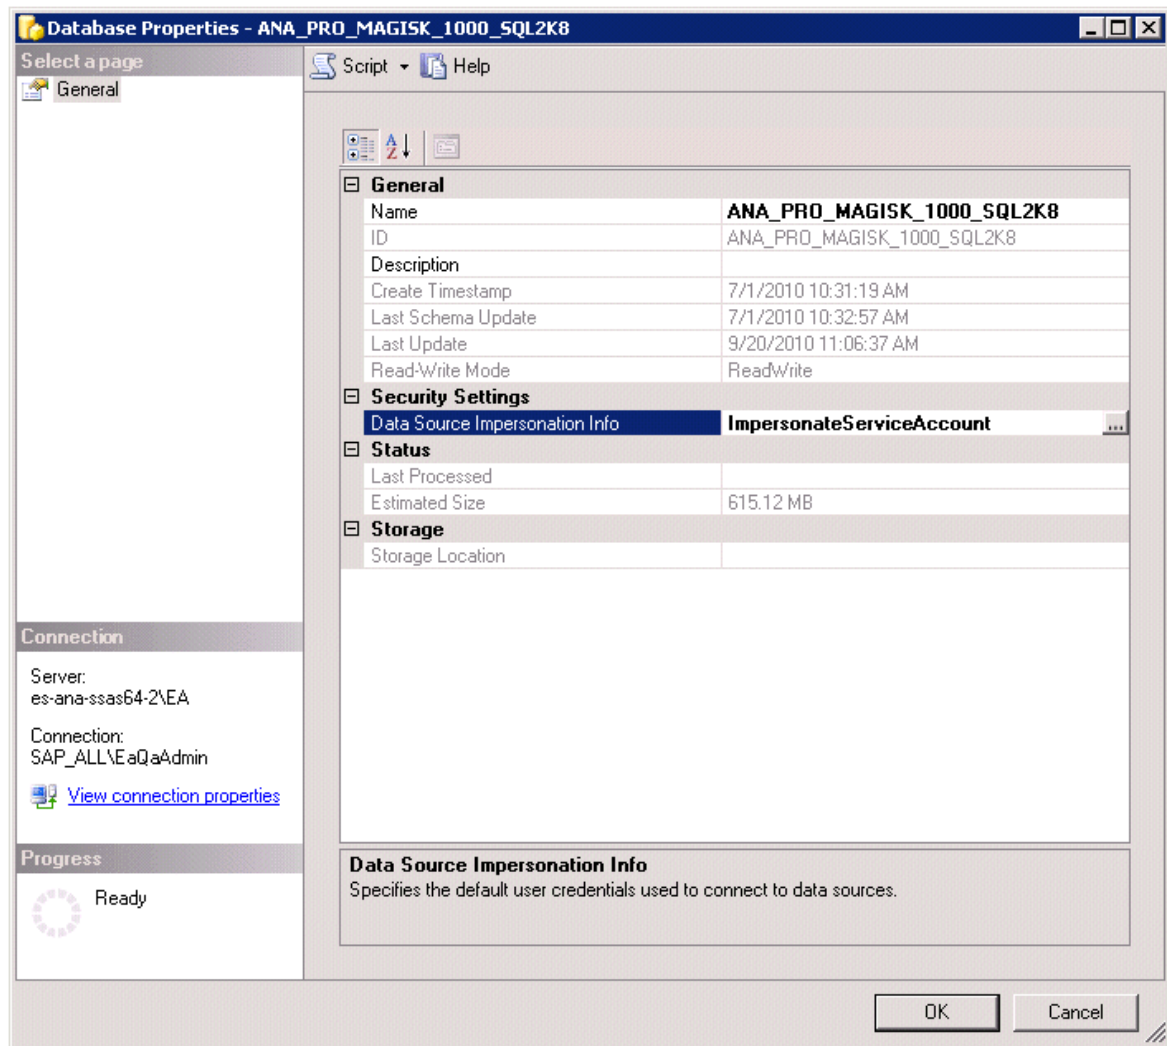 Database Properties - ANA_PRO_MAGISK_1000_SQL2K8
Select a page
General
Script Help
General
Name ANA_PRO_MAGISK_1000_SQL2K8
ID ANA_PRO_MAGISK_1000_SQL2K8
Description
Create Timestamp 7/1/2010 10:31:19 AM
Last Schema Update 7/1/2010 10:32:57 AM
Last Update 9/20/2010 11:06:37 AM
Read-Write Mode ReadWrite
Security Settings
Data Source Impersonation Info ImpersonateServiceAccount ...
Status
Last Processed
Estimated Size 615.12 MB
Storage
Storage Location
Connection
Server:
es-ana-ssas64-2\EA
Connection:
SAP_ALL\EaQaAdmin
View connection properties
Progress
Ready
Data Source Impersonation Info
Specifies the default user credentials used to connect to data sources.
OK Cancel